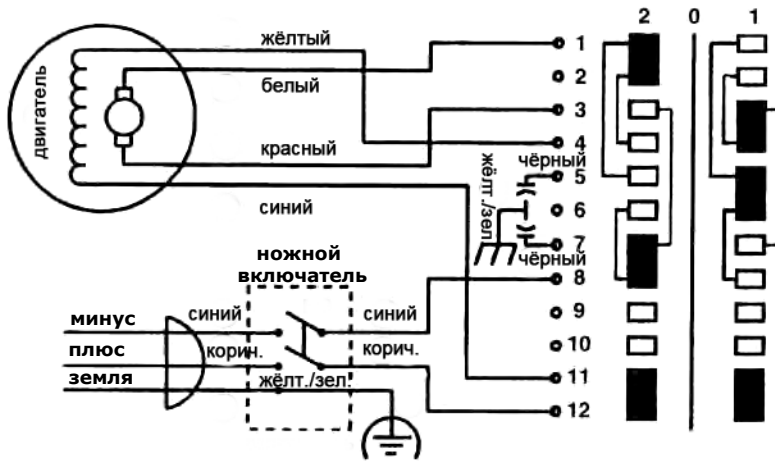 2 0 1
жёлтый
1
2
белый
двигатель
3
красный
4
чёрный
5
жёлт./зел.
6
синий
7
чёрный
ножной
включатель
8
минус синий синий
9
плюс корич. корич.
10
земля жёлт./зел.
11
12